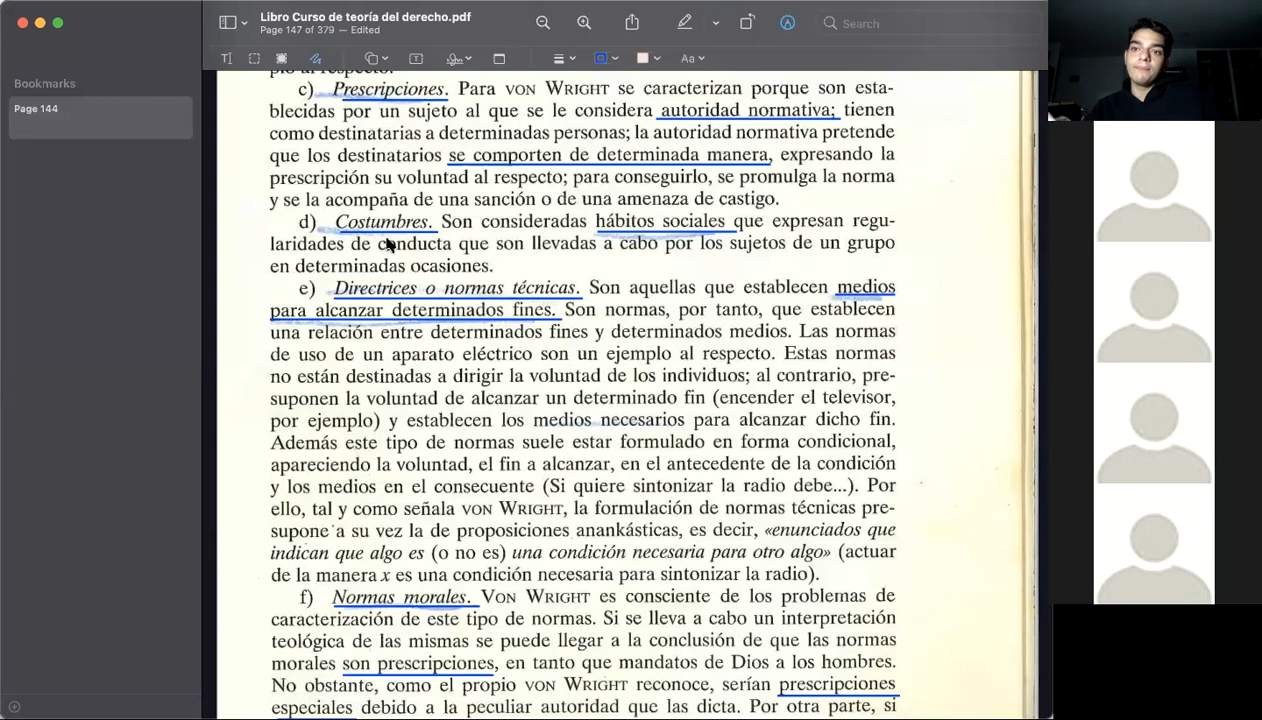 Libro Curso de teoría del derecho.pdf
Page 147 of 379 — Edited
Search
Aa
Bookmarks
Page 144
c) Prescripciones. Para VON WRIGHT se caracterizan porque son esta-
blecidas por un sujeto al que se le considera autoridad normativa; tienen
como destinatarias a determinadas personas; la autoridad normativa pretende
que los destinatarios se comporten de determinada manera, expresando la
prescripción su voluntad al respecto; para conseguirlo, se promulga la norma
y se la acompaña de una sanción o de una amenaza de castigo.
d) Costumbres. Son consideradas hábitos sociales que expresan regu-
laridades de conducta que son llevadas a cabo por los sujetos de un grupo
en determinadas ocasiones.
e) Directrices o normas técnicas. Son aquellas que establecen medios
para alcanzar determinados fines. Son normas, por tanto, que establecen
una relación entre determinados fines y determinados medios. Las normas
de uso de un aparato eléctrico son un ejemplo al respecto. Estas normas
no están destinadas a dirigir la voluntad de los individuos; al contrario, pre-
suponen la voluntad de alcanzar un determinado fin (encender el televisor,
por ejemplo) y establecen los medios necesarios para alcanzar dicho fin.
Además este tipo de normas suele estar formulado en forma condicional,
apareciendo la voluntad, el fin a alcanzar, en el antecedente de la condición
y los medios en el consecuente (Si quiere sintonizar la radio debe...). Por
ello, tal y como señala VON WRIGHT, la formulación de normas técnicas pre-
supone a su vez la de proposiciones anankásticas, es decir, «enunciados que
indican que algo es (o no es) una condición necesaria para otro algo» (actuar
de la manera x es una condición necesaria para sintonizar la radio).
f) Normas morales. VON WRIGHT es consciente de los problemas de
caracterización de este tipo de normas. Si se lleva a cabo un interpretación
teológica de las mismas se puede llegar a la conclusión de que las normas
morales son prescripciones, en tanto que mandatos de Dios a los hombres.
No obstante, como el propio VON WRIGHT reconoce, serían prescripciones
especiales debido a la peculiar autoridad que las dicta. Por otra parte, si